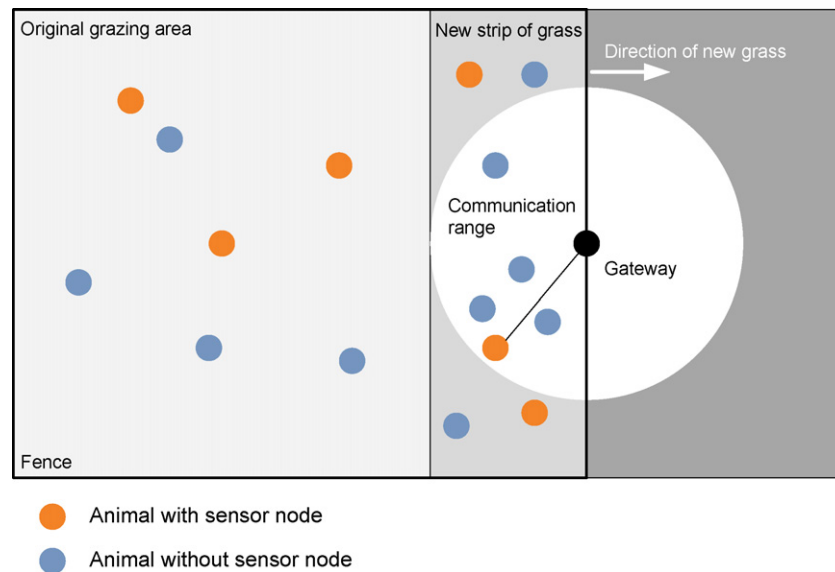 Original grazing area
New strip of grass
Direction of new grass
Communication
range
Gateway
Fence
Animal with sensor node
Animal without sensor node